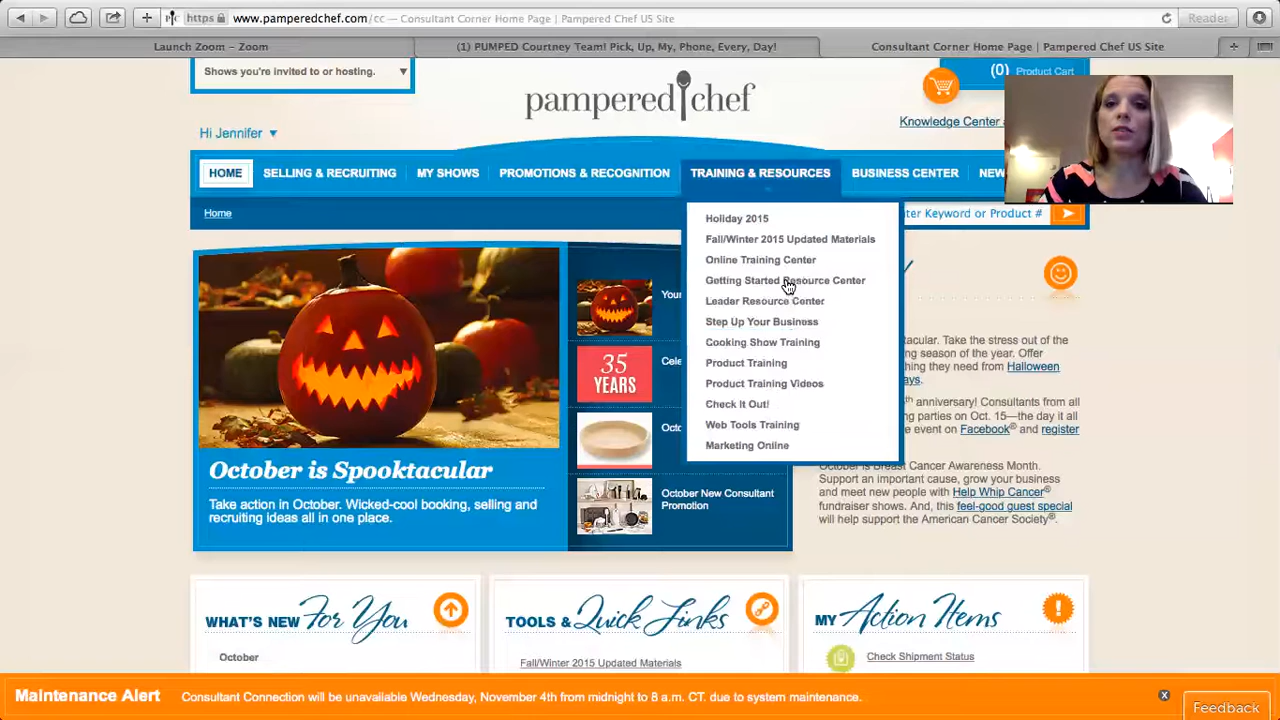 https www.pamperedchef.com/cc — Consultant Corner Home Page | Pampered Chef US Site
Reader
Launch Zoom – Zoom
(1) PUMPED Courtney Team! Pick, Up, My, Phone, Every, Day!
Consultant Corner Home Page | Pampered Chef US Site
Shows you're invited to or hosting.
pampered chef
(0) Product Cart
Knowledge Center
Hi Jennifer
HOME
SELLING & RECRUITING
MY SHOWS
PROMOTIONS & RECOGNITION
TRAINING & RESOURCES
BUSINESS CENTER
NEW
Home
Keyword or Product #
Holiday 2015
Fall/Winter 2015 Updated Materials
Online Training Center
Getting Started Resource Center
Leader Resource Center
Step Up Your Business
Cooking Show Training
Product Training
Product Training Videos
Check It Out!
Web Tools Training
Marketing Online
October is Spooktacular
Take action in October. Wicked-cool booking, selling and
recruiting ideas all in one place.
35
YEARS
October New Consultant
Promotion
Take the stress out of the
season of the year. Offer
they need from Halloween
anniversary! Consultants from
parties on Oct. 15—the day it all
event on Facebook® and register
October is Breast Cancer Awareness Month.
Support an important cause, grow your business
and meet new people with Help Whip Cancer®
fundraiser shows. And, this feel-good guest special
will help support the American Cancer Society®.
WHAT'S NEW For You
October
TOOLS & Quick Links
Fall/Winter 2015 Updated Materials
MY Action Items
Check Shipment Status
Maintenance Alert
Consultant Connection will be unavailable Wednesday, November 4th from midnight to 8 a.m. CT. due to system maintenance.
x
Feedback